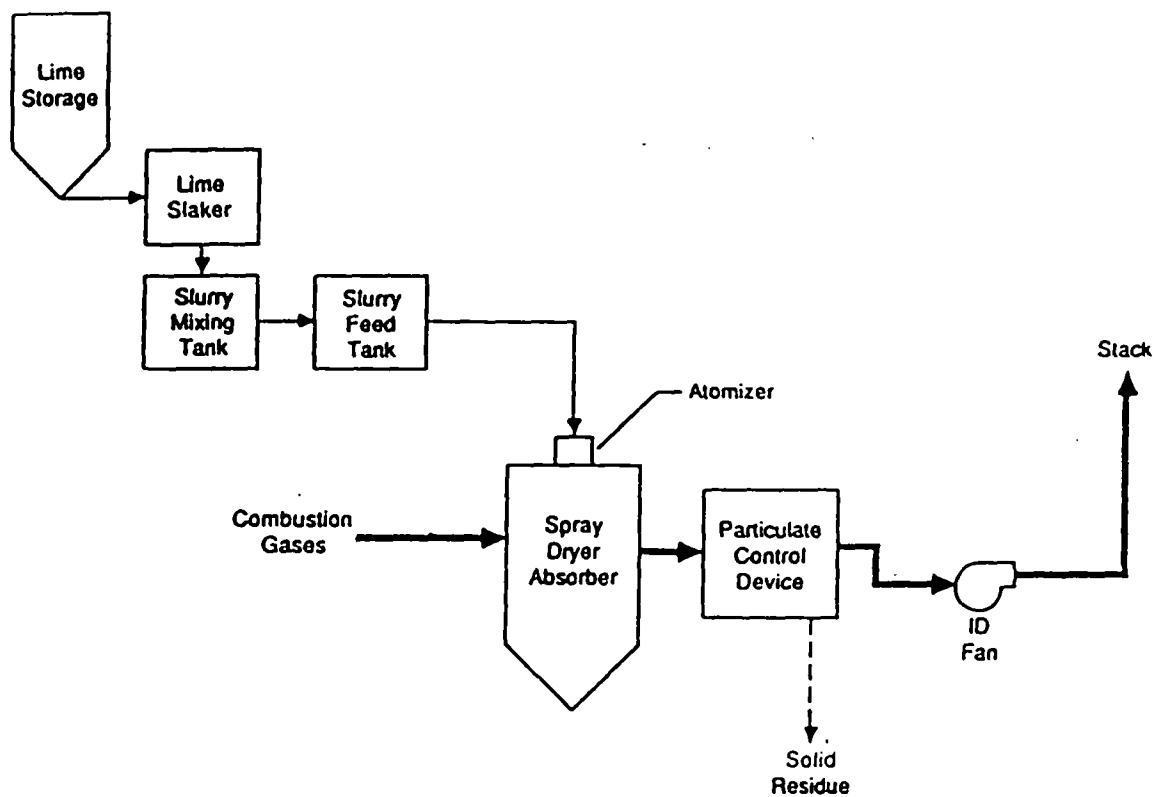 Lime
Storage
Lime
Slaker
Slurry
Mixing
Tank
Slurry
Feed
Tank
Atomizer
Stack
Combustion
Gases
Spray
Dryer
Absorber
Particulate
Control
Device
ID
Fan
Solid
Residue